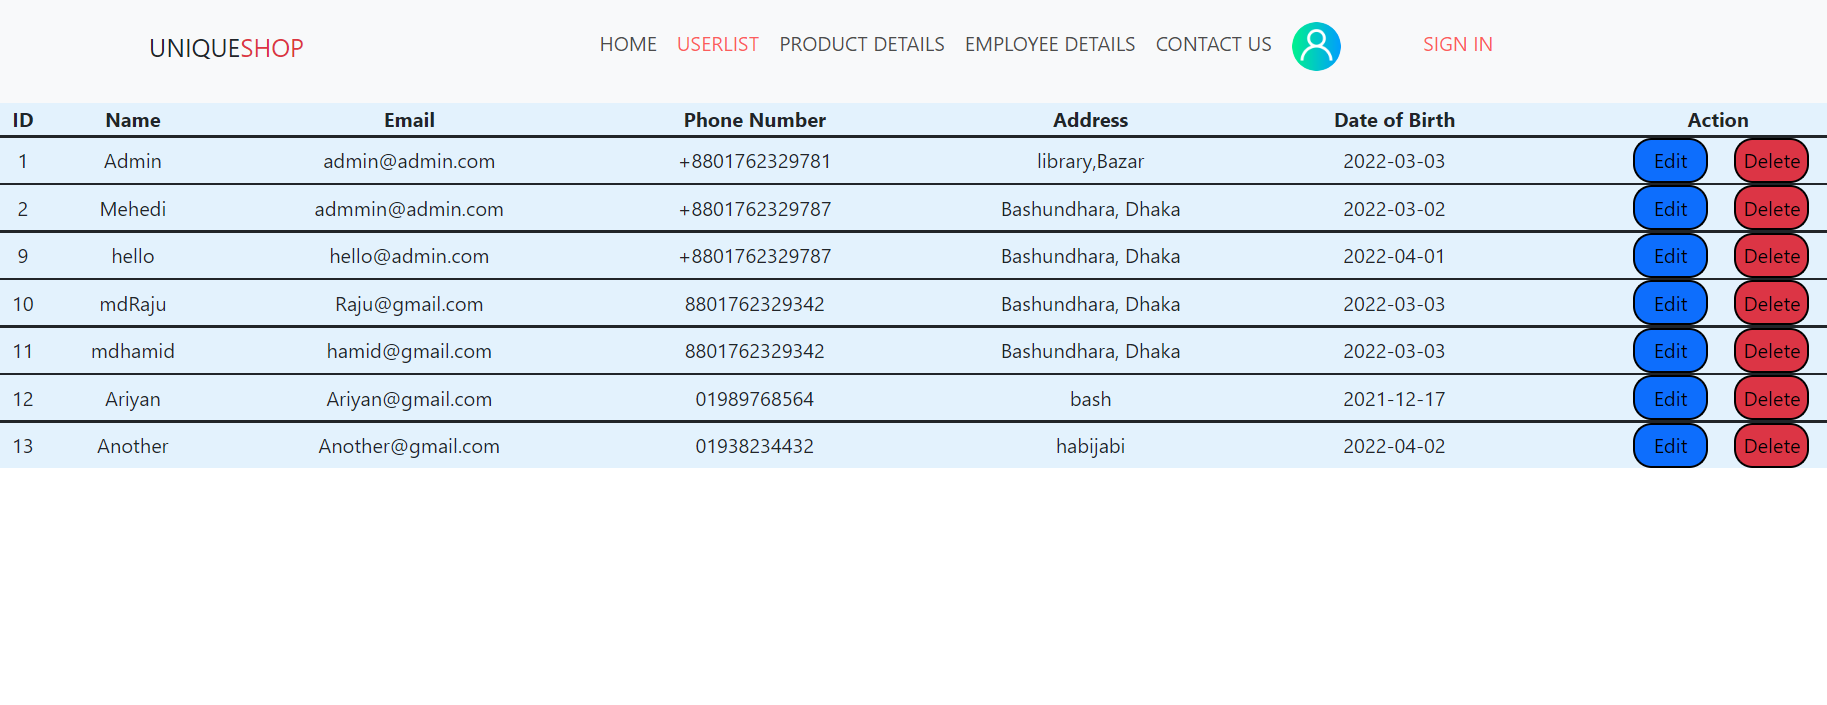 UNIQUESHOP HOME USERLIST PRODUCT DETAILS EMPLOYEE DETAILS CONTACT US SIGN IN
ID Name Email Phone Number Address Date of Birth Action
1 Admin admin@admin.com +8801762329781 library,Bazar 2022-03-03 Edit Delete
2 Mehedi admmin@admin.com +8801762329787 Bashundhara, Dhaka 2022-03-02 Edit Delete
9 hello hello@admin.com +8801762329787 Bashundhara, Dhaka 2022-04-01 Edit Delete
10 mdRaju Raju@gmail.com 8801762329342 Bashundhara, Dhaka 2022-03-03 Edit Delete
11 mdhamid hamid@gmail.com 8801762329342 Bashundhara, Dhaka 2022-03-03 Edit Delete
12 Ariyan Ariyan@gmail.com 01989768564 bash 2021-12-17 Edit Delete
13 Another Another@gmail.com 01938234432 habijabi 2022-04-02 Edit Delete